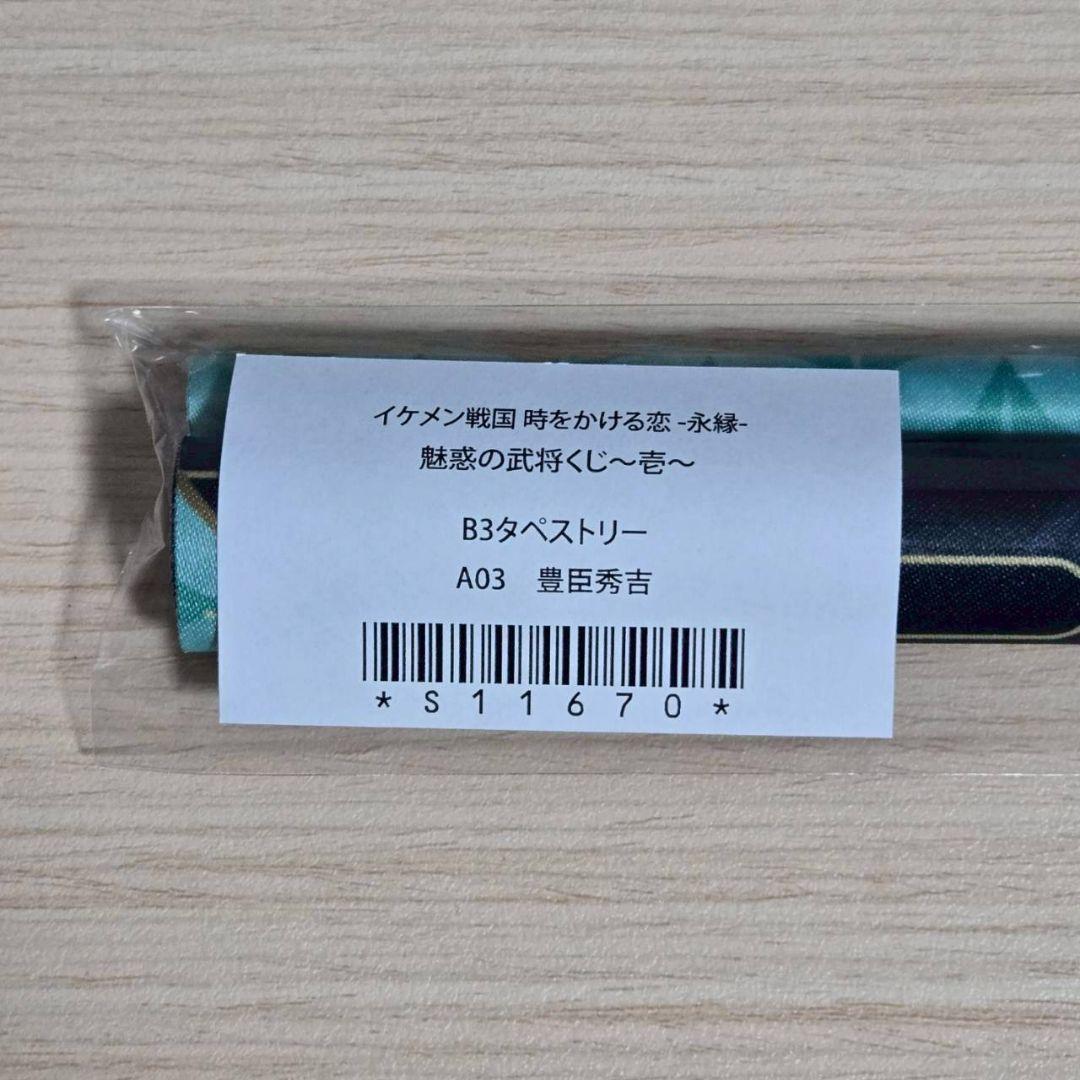 イケメン戦国 時をかける恋 -永縁-
魅惑の武将くじ～壱～
B3タペストリー
A03　豊臣秀吉
*S11670*